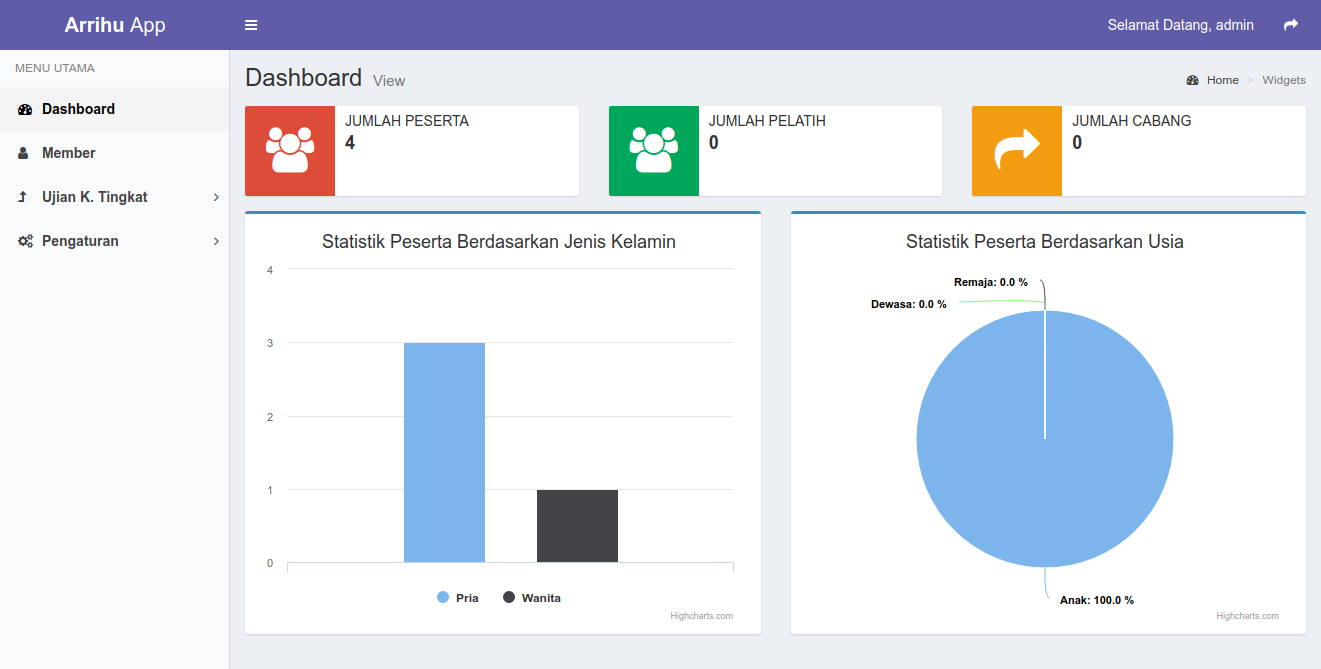 Arrihu App
Selamat Datang, admin
MENU UTAMA
Dashboard
Member
Ujian K. Tingkat
Pengaturan
Dashboard View
Home > Widgets
JUMLAH PESERTA
4
JUMLAH PELATIH
0
JUMLAH CABANG
0
Statistik Peserta Berdasarkan Jenis Kelamin
4
3
2
1
0
Pria
Wanita
Highcharts.com
Statistik Peserta Berdasarkan Usia
Remaja: 0.0 %
Dewasa: 0.0 %
Anak: 100.0 %
Highcharts.com